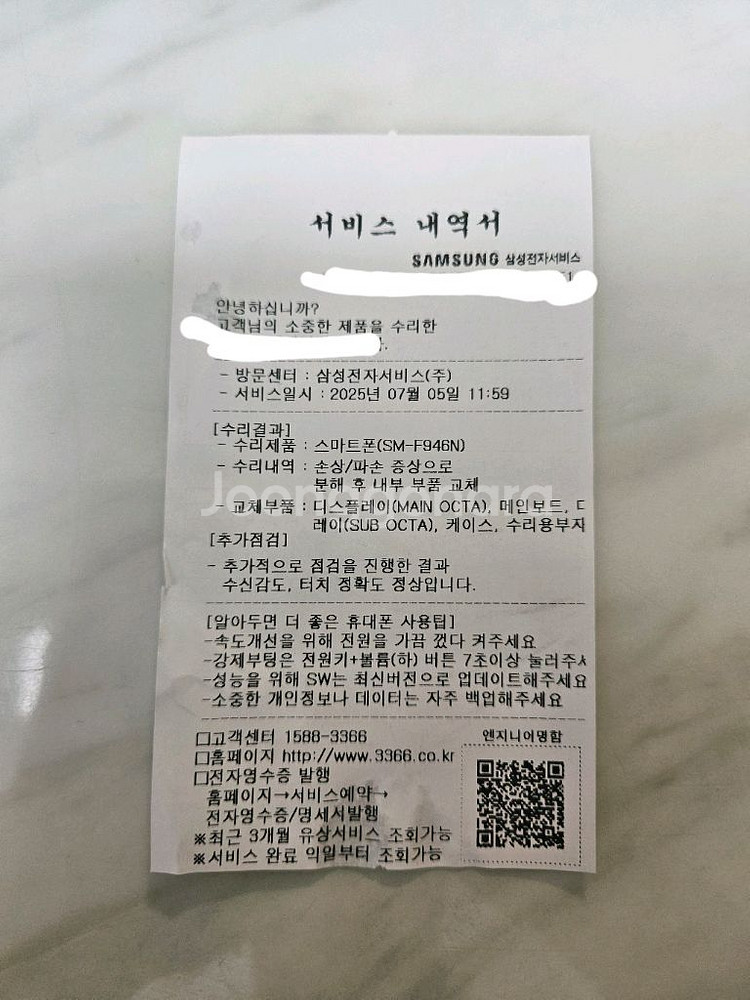 서비스 내역서
SAMSUNG 삼성전자서비스
안녕하십니까?
고객님의 소중한 제품을 수리한
- 방문센터 : 삼성전자서비스(주)
- 서비스일시 : 2025년 07월 05일 11:59
[수리결과]
- 수리제품 : 스마트폰(SM-F946N)
- 수리내역 : 손상/파손 증상으로
분해 후 내부 부품 교체
Joongganara
- 교체부품 : 디스플레이(MAIN OCTA), 메인보드, 디
레이(SUB OCTA), 케이스, 수리용부자
[추가점검]
- 추가적으로 점검을 진행한 결과
수신감도, 터치 정확도 정상입니다.
[알아두면 더 좋은 휴대폰 사용팁]
-속도개선을 위해 전원을 가끔 껐다 켜주세요
-강제부팅은 전원키+볼륨(하) 버튼 7초이상 눌러주시
-성능을 위해 SW는 최신버전으로 업데이트해주세요
-소중한 개인정보나 데이터는 자주 백업해주세요
□고객센터 1588-3366
엔지니어명함
□홈페이지 http://www.3366.co.kr
□전자영수증 발행
홈페이지→서비스예약→
전자영수증/명세서발행
※최근 3개월 유상서비스 조회가능
※서비스 완료 익일부터 조회가능